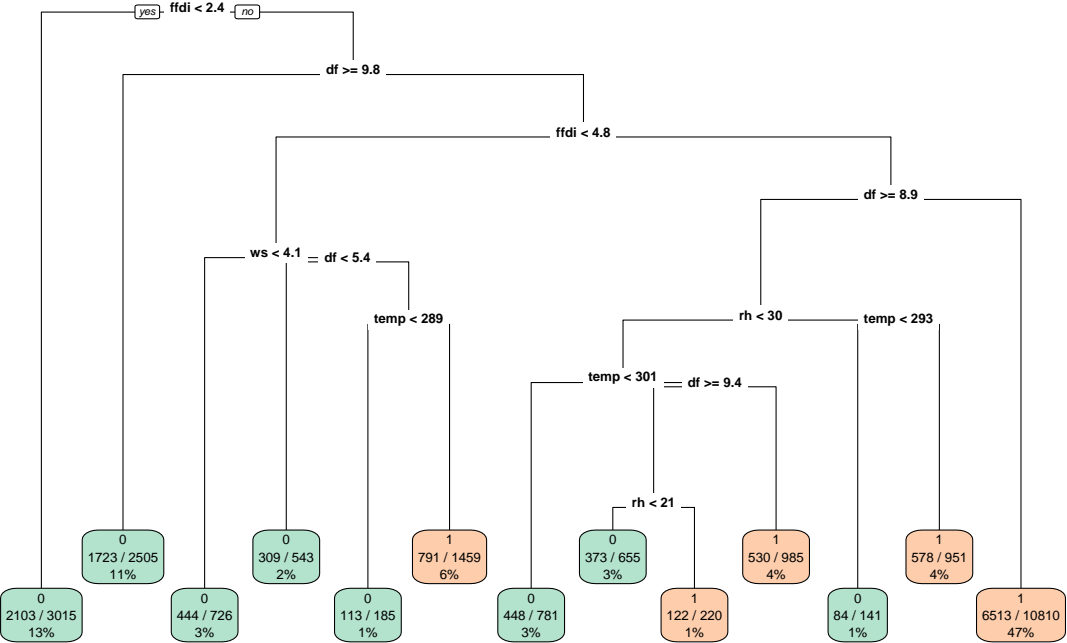 yes ffdi < 2.4 no
df >= 9.8
ffdi < 4.8
df >= 8.9
ws < 4.1 df < 5.4
temp < 289 rh < 30 temp < 293
temp < 301 df >= 9.4
rh < 21
0
1723 / 2505
11%
0
309 / 543
2%
1
791 / 1459
6%
0
373 / 655
3%
1
530 / 985
4%
1
578 / 951
4%
0
2103 / 3015
13%
0
444 / 726
3%
0
113 / 185
1%
0
448 / 781
3%
1
122 / 220
1%
0
84 / 141
1%
1
6513 / 10810
47%